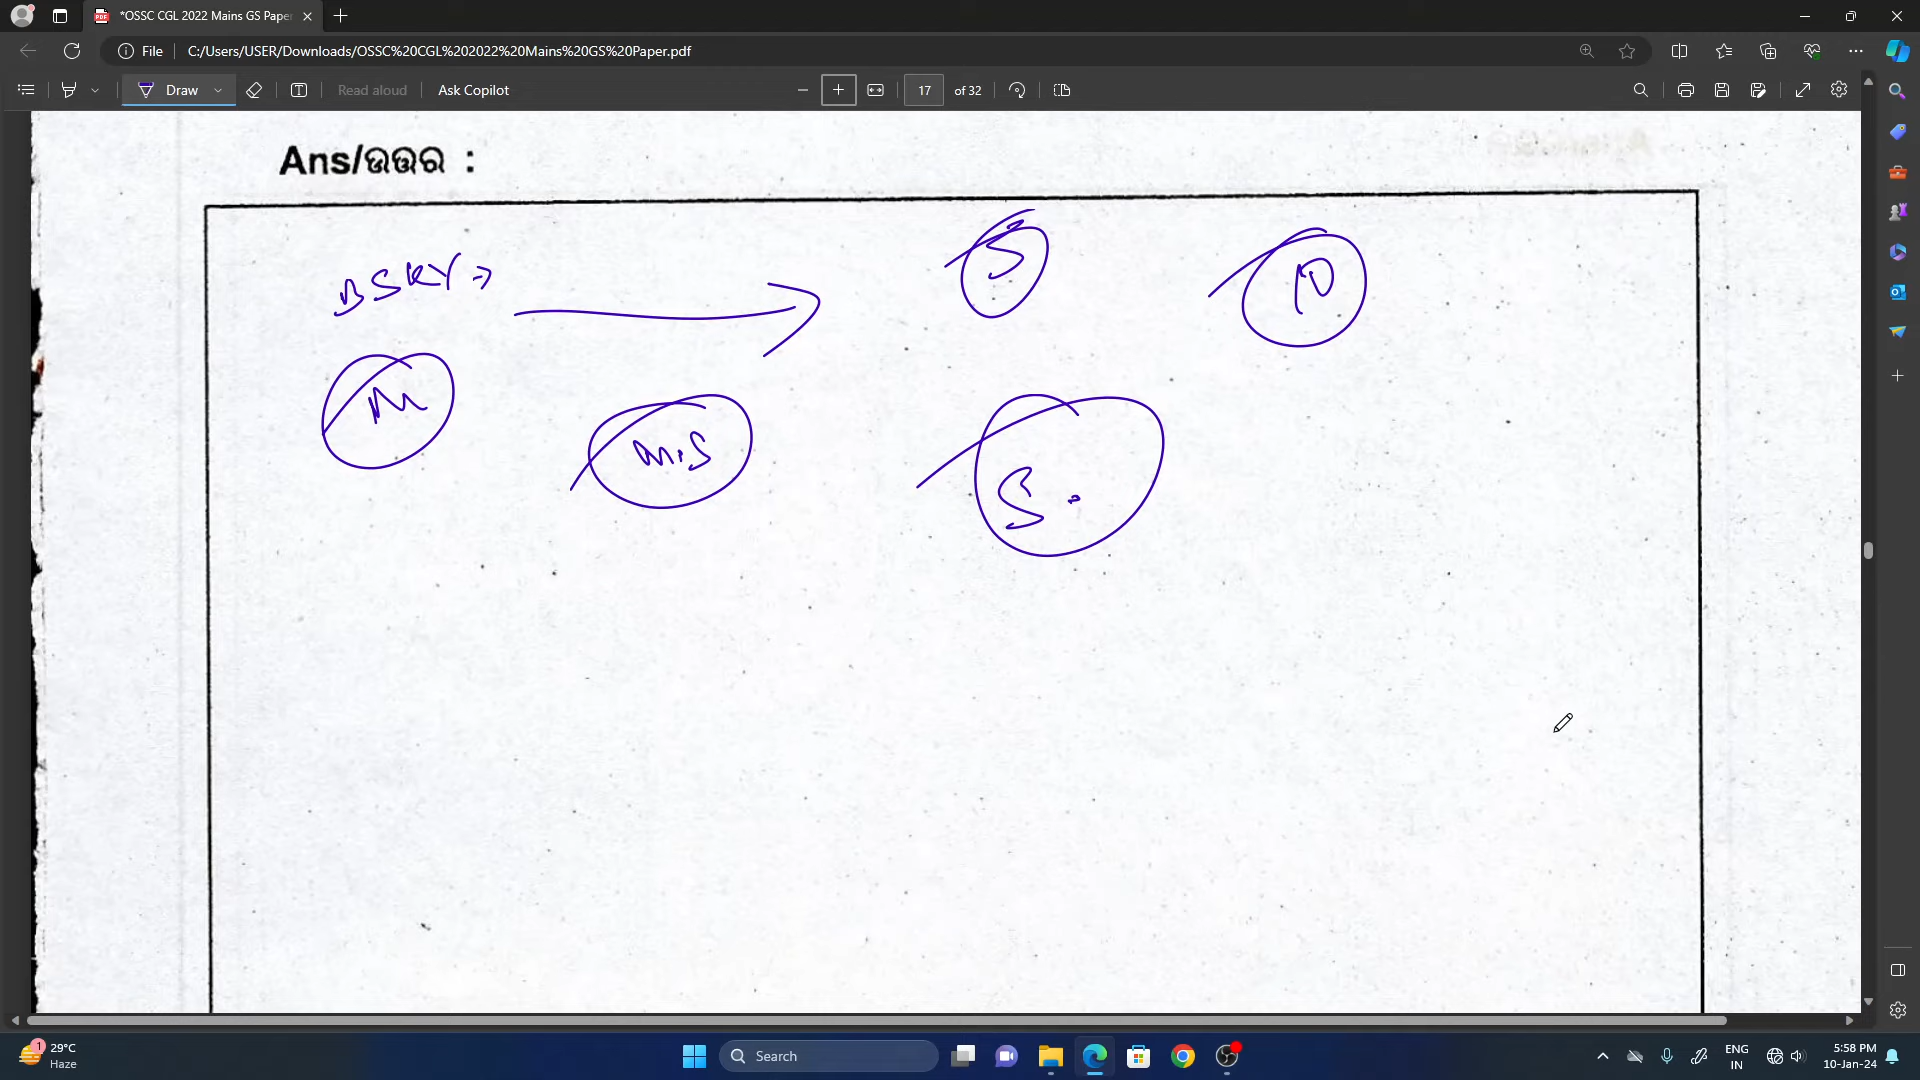 *OSSC CGL 2022 Mains GS Paper
File C:/Users/USER/Downloads/OSSC%20CGL%202022%20Mains%20GS%20Paper.pdf
Draw Read aloud Ask Copilot 17 of 32
Ans/ଉତ୍ତର :
BSKY →
S
10
M
M.S
S.
1 29°C
Haze
Search
ENG
IN
5:58 PM
10-Jan-24